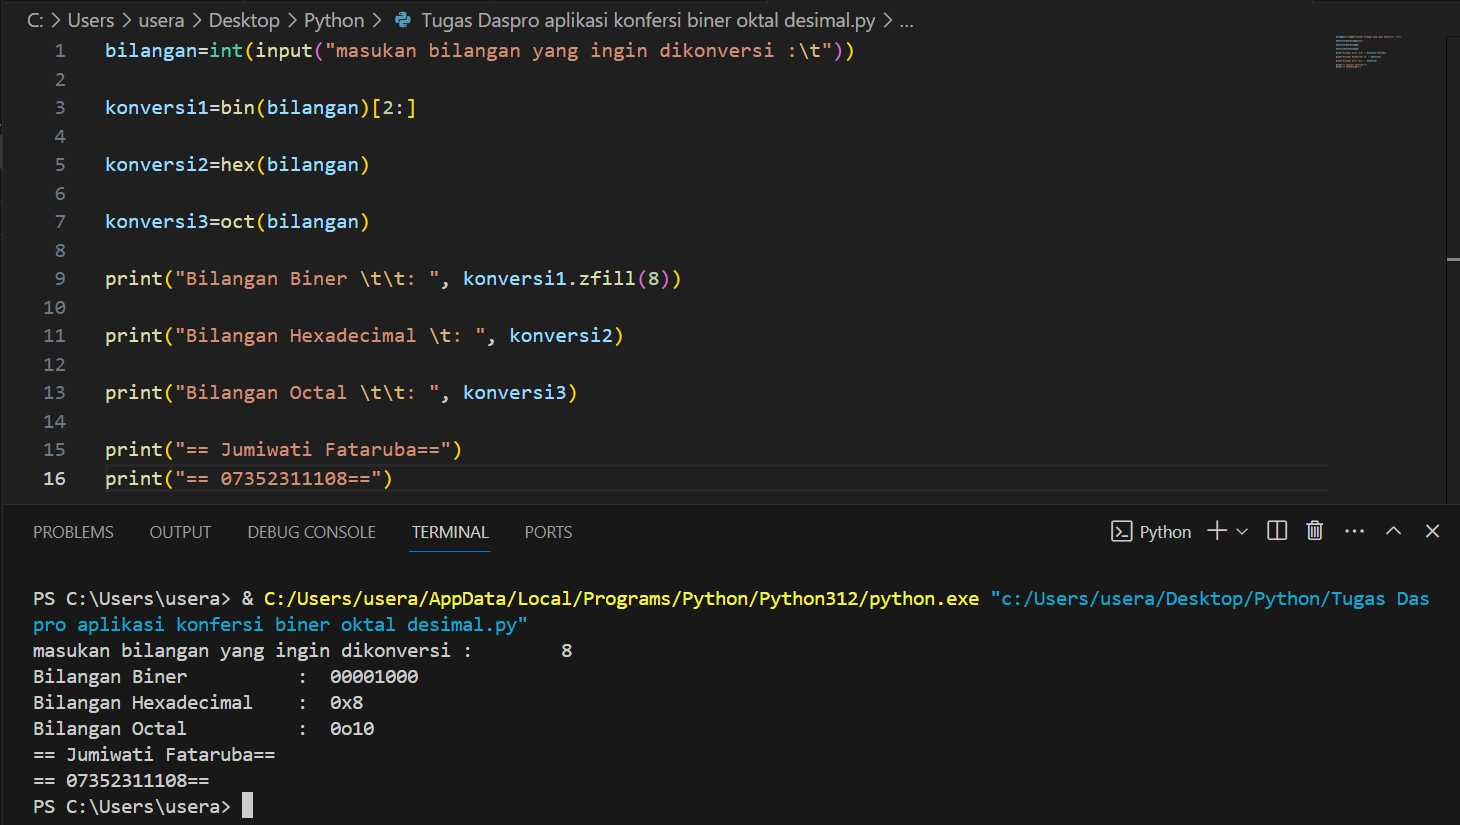 C: > Users > usera > Desktop > Python > Tugas Daspro aplikasi konfersi biner oktal desimal.py > ...
1 bilangan=int(input("masukan bilangan yang ingin dikonversi :\t"))
2
3 konversi1=bin(bilangan)[2:]
4
5 konversi2=hex(bilangan)
6
7 konversi3=oct(bilangan)
8
9 print("Bilangan Biner \t\t: ", konversi1.zfill(8))
10
11 print("Bilangan Hexadecimal \t: ", konversi2)
12
13 print("Bilangan Octal \t\t: ", konversi3)
14
15 print("== Jumiwati Fataruba==")
16 print("== 07352311108==")
PROBLEMS OUTPUT DEBUG CONSOLE TERMINAL PORTS Python
PS C:\Users\usera> & C:/Users/usera/AppData/Local/Programs/Python/Python312/python.exe "c:/Users/usera/Desktop/Python/Tugas Das
pro aplikasi konfersi biner oktal desimal.py"
masukan bilangan yang ingin dikonversi : 8
Bilangan Biner : 00001000
Bilangan Hexadecimal : 0x8
Bilangan Octal : 0o10
== Jumiwati Fataruba==
== 07352311108==
PS C:\Users\usera>